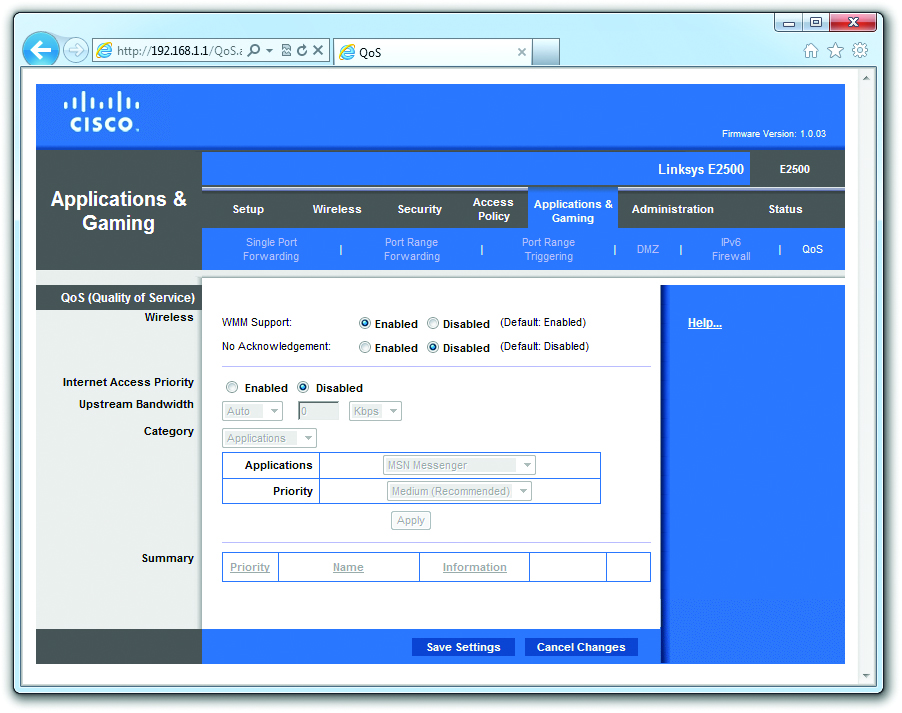 http://192.168.1.1/QoS.a
QoS
CISCO.
Firmware Version: 1.0.03
Applications &
Gaming
Linksys E2500
E2500
Setup
Wireless
Security
Access
Policy
Applications &
Gaming
Administration
Status
Single Port
Forwarding
|
Port Range
Forwarding
|
Port Range
Triggering
|
DMZ
|
IPv6
Firewall
|
QoS
QoS (Quality of Service)
Wireless
WMM Support:
Enabled
Disabled
(Default: Enabled)
No Acknowledgement:
Enabled
Disabled
(Default: Disabled)
Help...
Internet Access Priority
Enabled
Disabled
Upstream Bandwidth
Auto
0
Kbps
Category
Applications
Applications
MSN Messenger
Priority
Medium (Recommended)
Apply
Summary
Priority
Name
Information
Save Settings
Cancel Changes